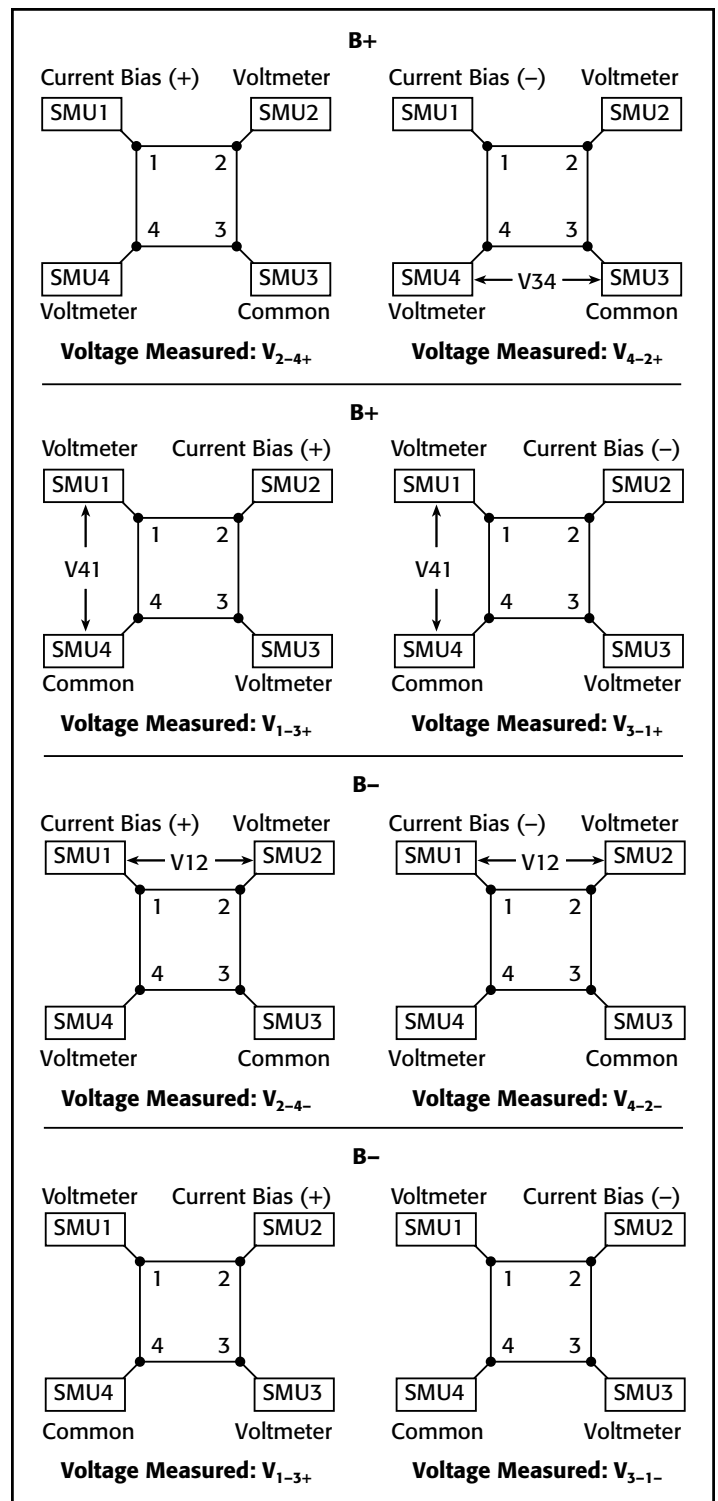 B+
Current Bias (+) Voltmeter Current Bias (–) Voltmeter
SMU1 SMU2 SMU1 SMU2
1 2 1 2
4 3 4 3
SMU4 SMU3 SMU4 V34 SMU3
Voltmeter Common Voltmeter Common
Voltage Measured: V2–4+ Voltage Measured: V4–2+
B+
Voltmeter Current Bias (+) Voltmeter Current Bias (–)
SMU1 SMU2 SMU1 SMU2
1 2 1 2
V41 V41
4 3 4 3
SMU4 SMU3 SMU4 SMU3
Common Voltmeter Common Voltmeter
Voltage Measured: V1–3+ Voltage Measured: V3–1+
B–
Current Bias (+) Voltmeter Current Bias (–) Voltmeter
SMU1 V12 SMU2 SMU1 V12 SMU2
1 2 1 2
4 3 4 3
SMU4 SMU3 SMU4 SMU3
Voltmeter Common Voltmeter Common
Voltage Measured: V2–4– Voltage Measured: V4–2–
B–
Voltmeter Current Bias (+) Voltmeter Current Bias (–)
SMU1 SMU2 SMU1 SMU2
1 2 1 2
4 3 4 3
SMU4 SMU3 SMU4 SMU3
Common Voltmeter Common Voltmeter
Voltage Measured: V1–3+ Voltage Measured: V3–1–